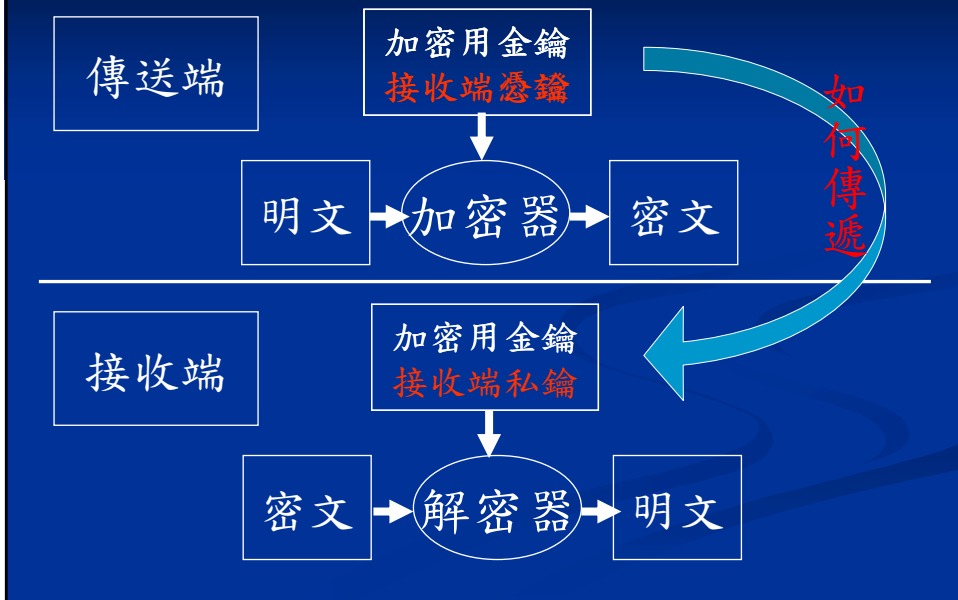 傳送端
加密用金鑰
接收端
明文
加密器
密文
如何傳遞
接收端
加密用金鑰
接收端私鑰
密文
解密器
明文